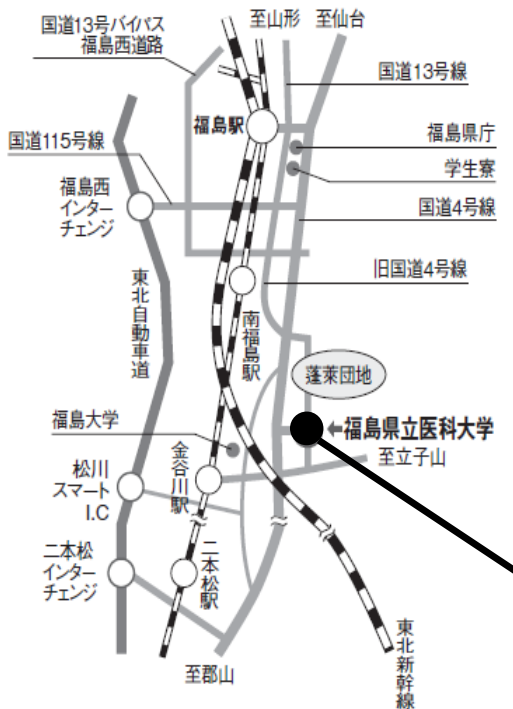 国道13号バイパス
福島西道路
至山形
至仙台
国道13号線
福島駅
福島県庁
国道115号線
学生寮
福島西
インター
チェンジ
国道4号線
東北自動車道
旧国道4号線
南福島駅
蓬萊団地
福島大学
←福島県立医科大学
金谷川駅
至立子山
松川
スマート
I.C
二本松
インター
チェンジ
二本松駅
至郡山
東北新幹線